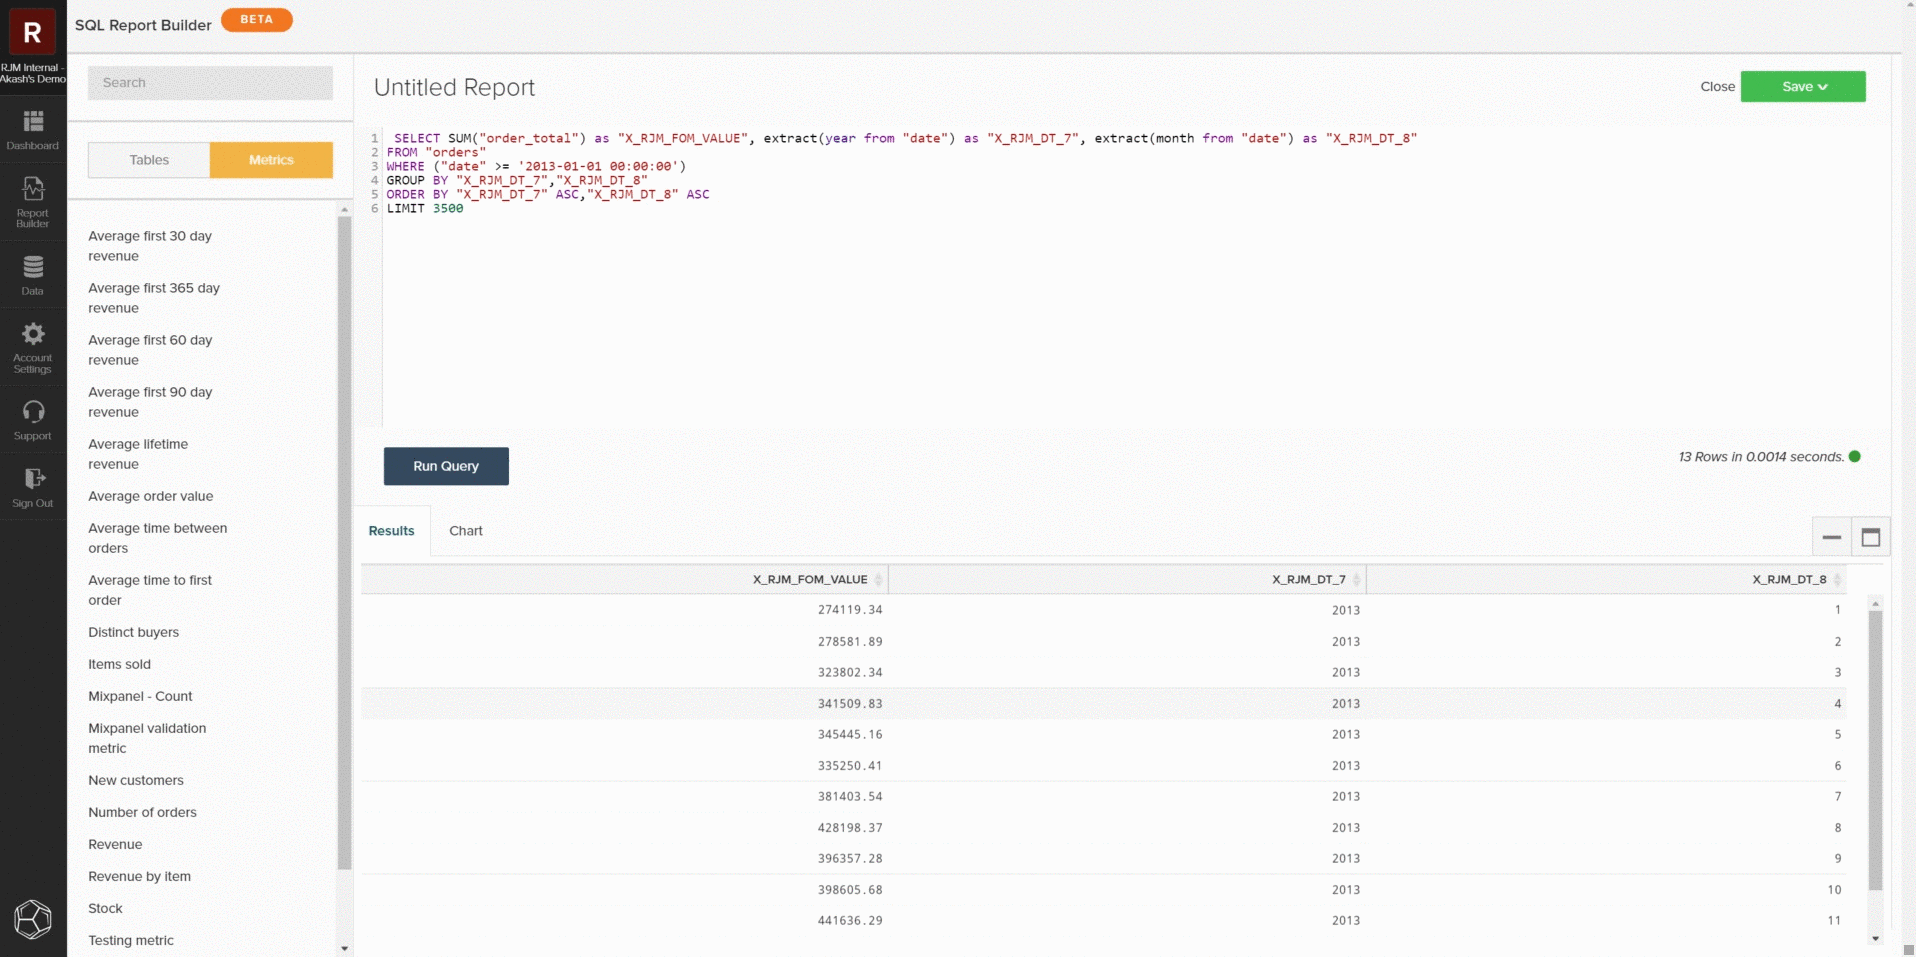 R
RJM Internal -
Akash's Demo
Dashboard
Report
Builder
Data
Account
Settings
Support
Sign Out
SQL Report Builder
BETA
Search
Tables
Metrics
Average first 30 day
revenue
Average first 365 day
revenue
Average first 60 day
revenue
Average first 90 day
revenue
Average lifetime
revenue
Average order value
Average time between
orders
Average time to first
order
Distinct buyers
Items sold
Mixpanel - Count
Mixpanel validation
metric
New customers
Number of orders
Revenue
Revenue by item
Stock
Testing metric
Untitled Report
Close
Save
1 SELECT SUM("order_total") as "X_RJM_FOM_VALUE", extract(year from "date") as "X_RJM_DT_7", extract(month from "date") as "X_RJM_DT_8"
2 FROM "orders"
3 WHERE ("date" >= '2013-01-01 00:00:00')
4 GROUP BY "X_RJM_DT_7","X_RJM_DT_8"
5 ORDER BY "X_RJM_DT_7" ASC,"X_RJM_DT_8" ASC
6 LIMIT 3500
Run Query
13 Rows in 0.0014 seconds.
Results
Chart
X_RJM_FOM_VALUE X_RJM_DT_7 X_RJM_DT_8
274119.34 2013 1
278581.89 2013 2
323802.34 2013 3
341509.83 2013 4
345445.16 2013 5
335250.41 2013 6
381403.54 2013 7
428198.37 2013 8
396357.28 2013 9
398605.68 2013 10
441636.29 2013 11